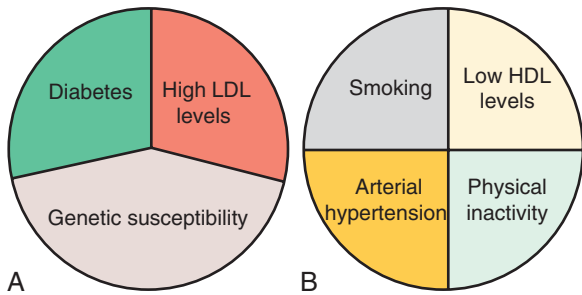 Diabetes
High LDL
levels
Genetic susceptibility
A
Smoking
Low HDL
levels
Arterial
hypertension
Physical
inactivity
B